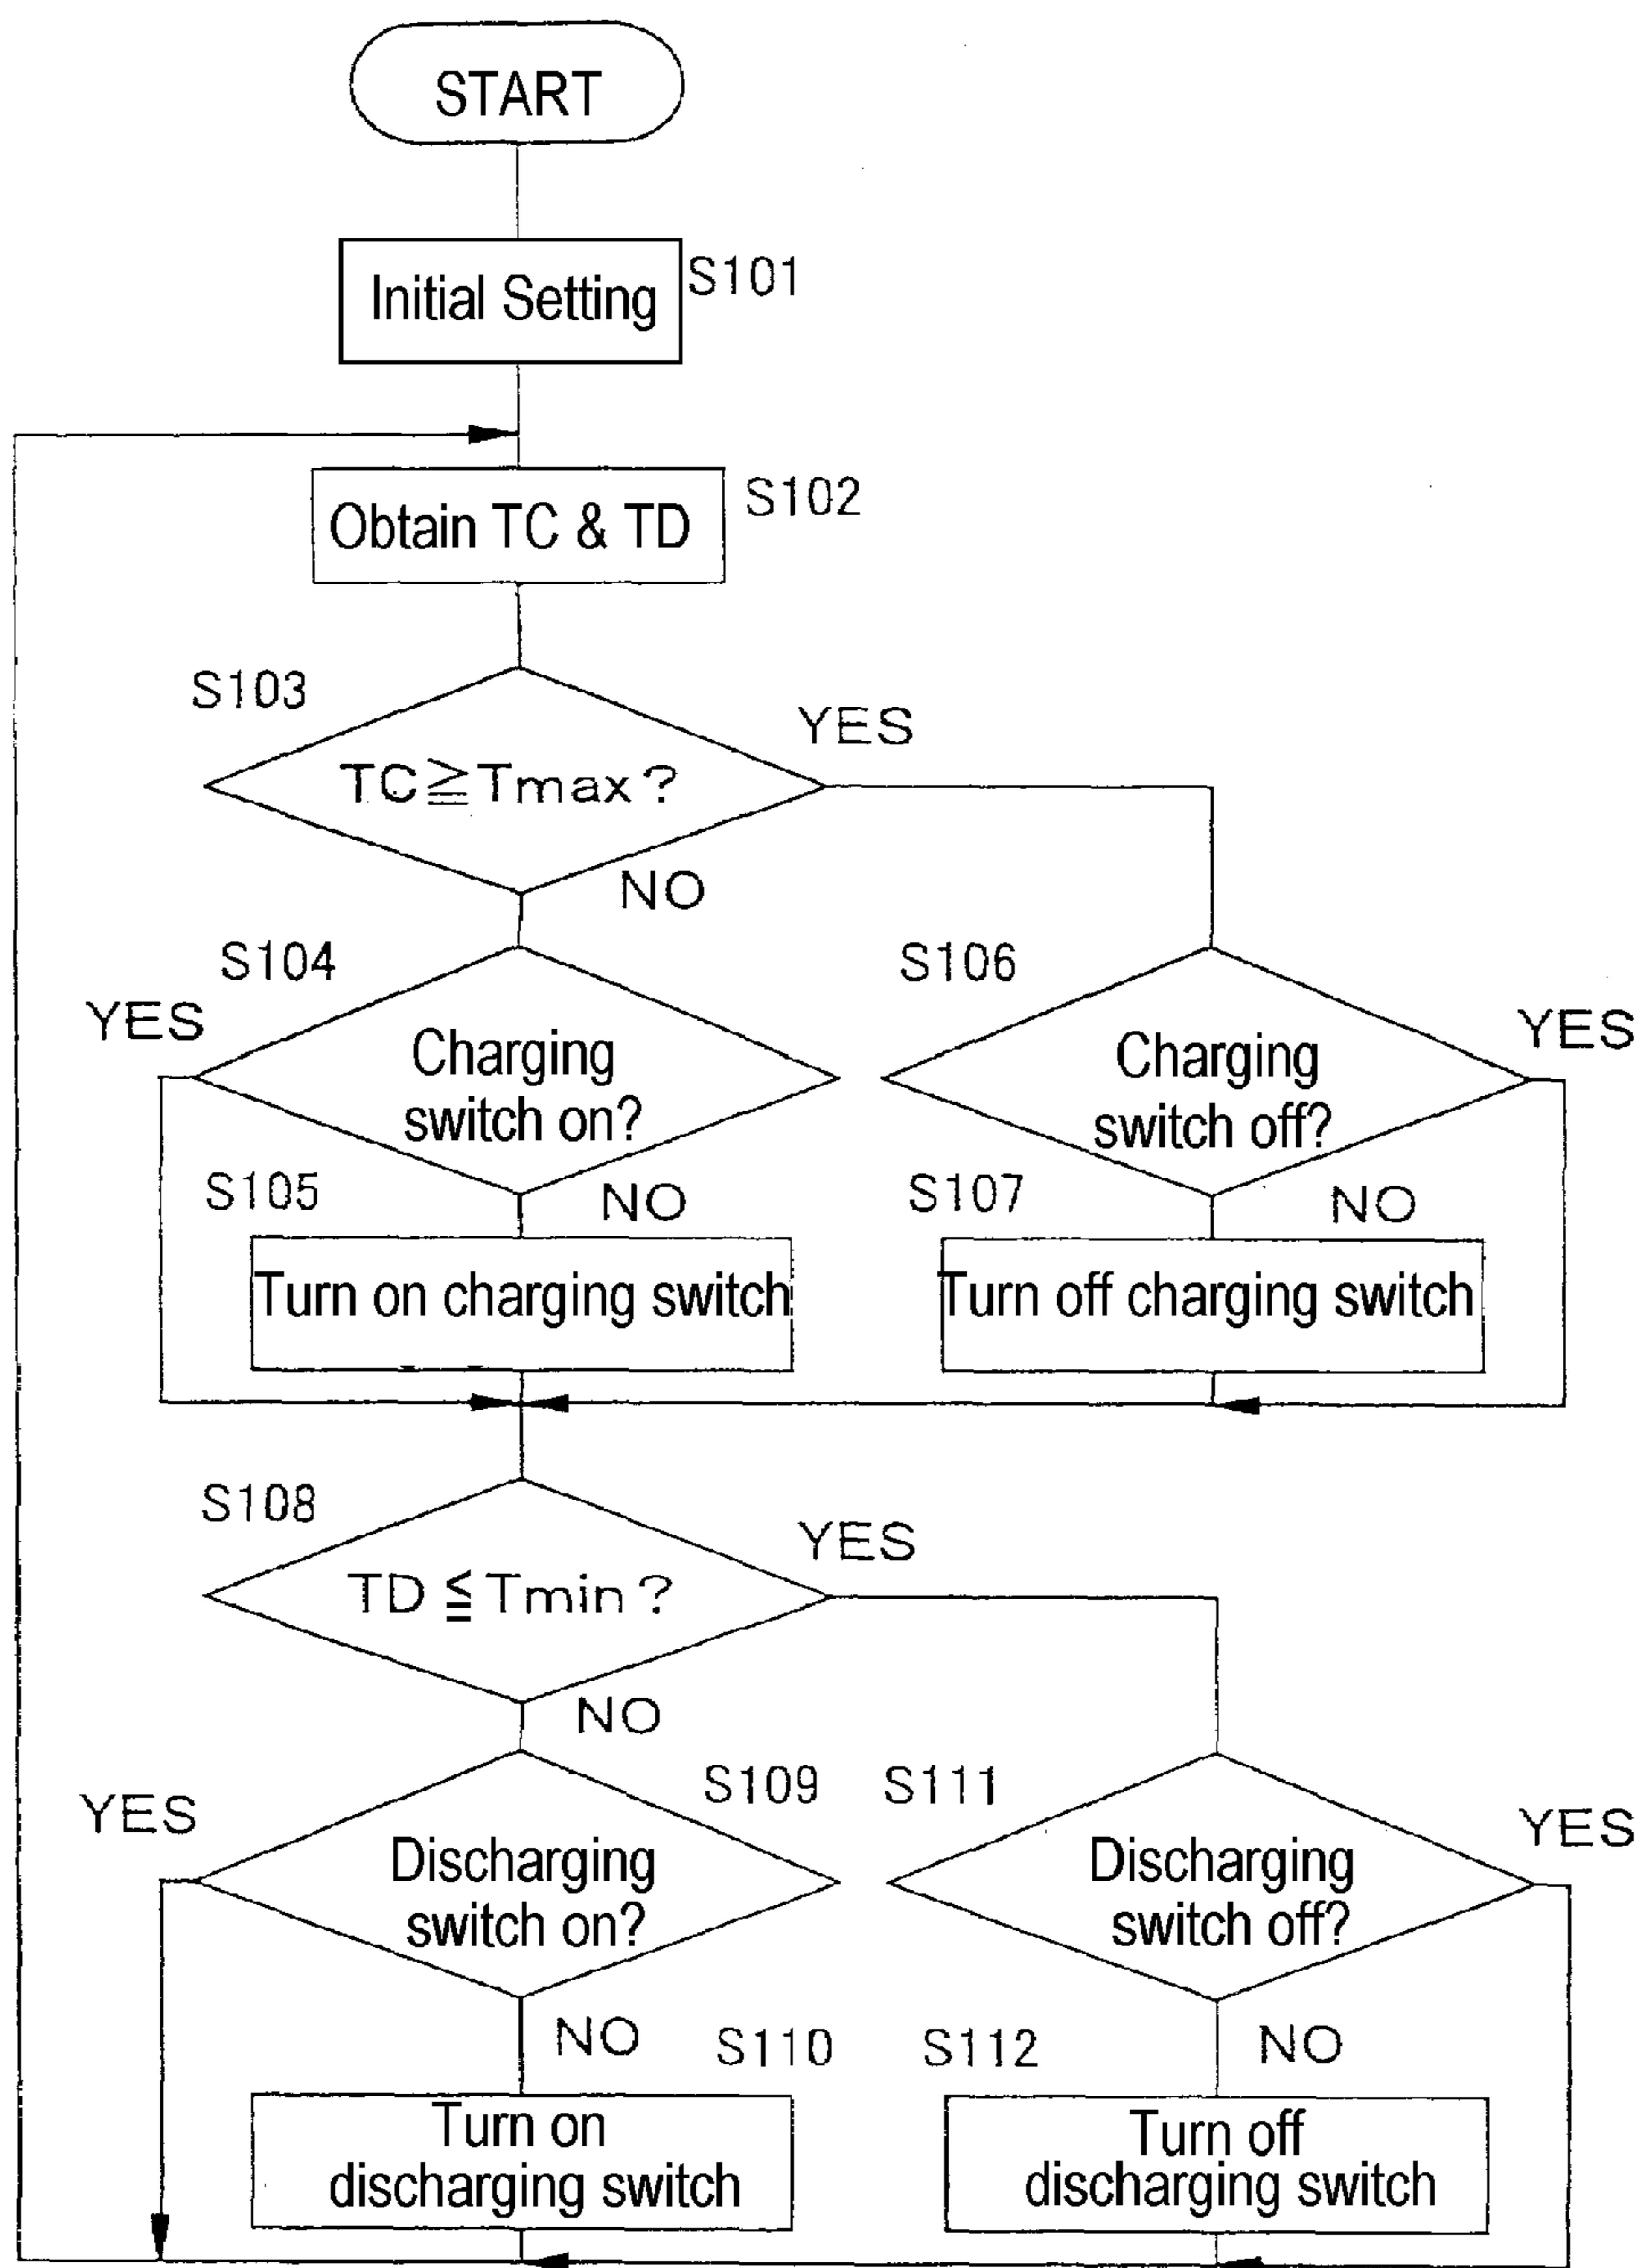 START
Initial Setting
S101
Obtain TC & TD
S102
S103
TC≧Tmax?
YES
NO
S104
YES
Charging
switch on?
NO
S106
YES
Charging
switch off?
NO
S105
Turn on charging switch
S107
Turn off charging switch
S108
TD≦Tmin?
YES
NO
S109
YES
Discharging
switch on?
NO
S111
YES
Discharging
switch off?
NO
S110
Turn on
discharging switch
S112
Turn off
discharging switch